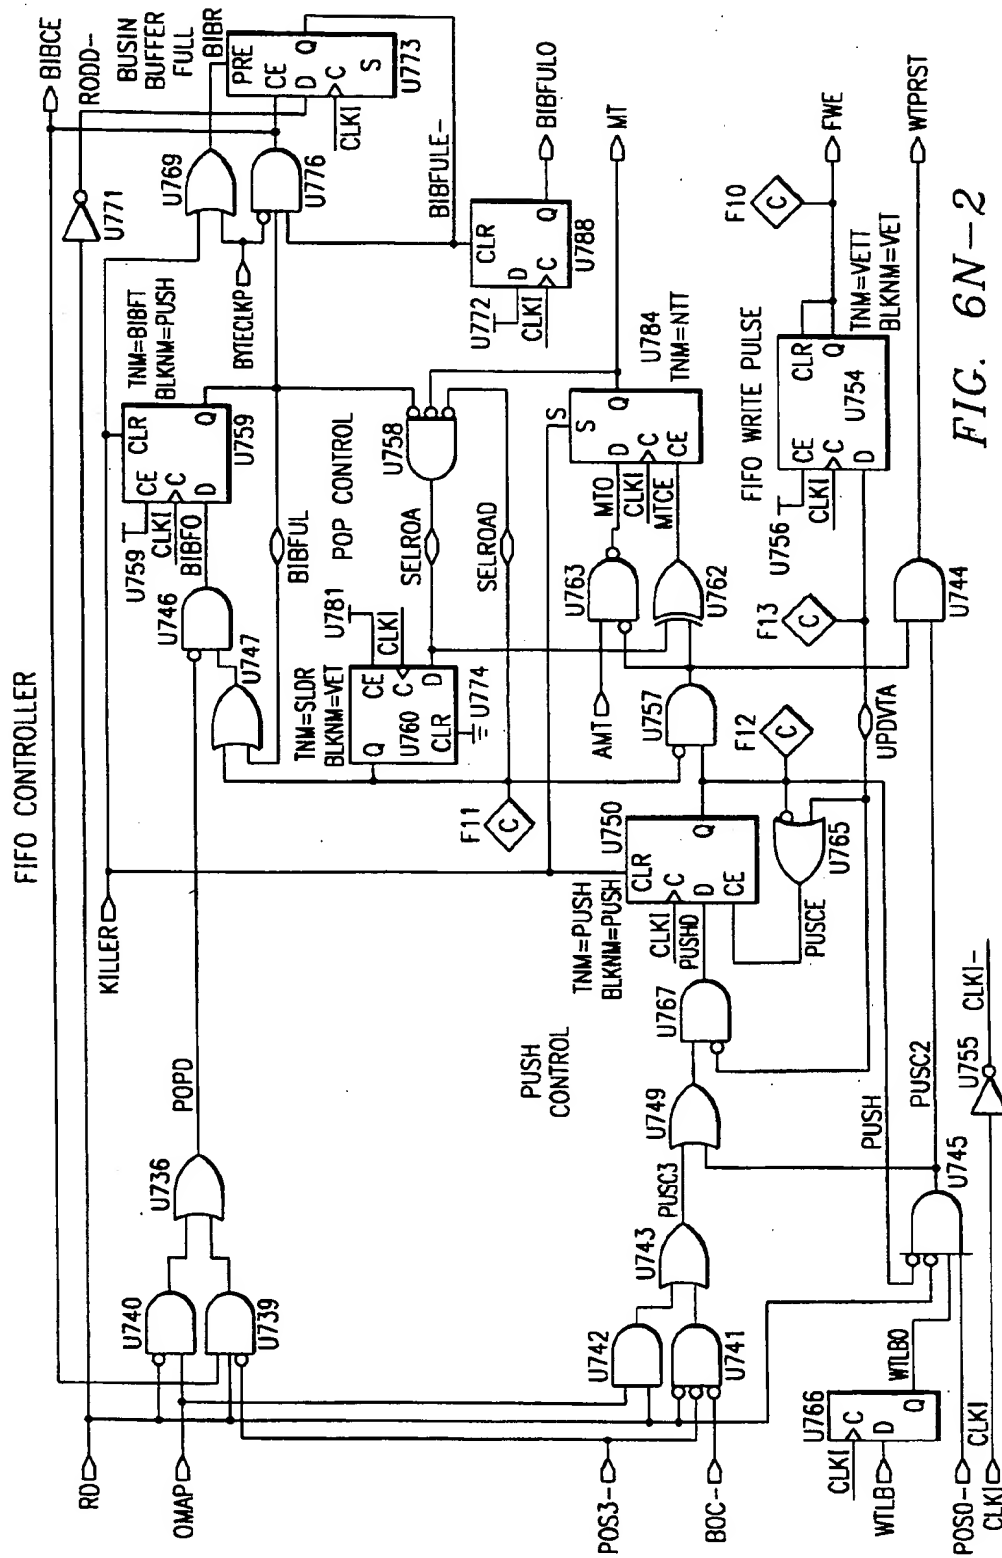 FIFO CONTROLLER
BIBCE
RODD-
BUSIN
BUFFER
FULL
BIBR
PRE
CE
D
Q
C
S
U773
CLKI
U771
U769
U776
BYTECLKP
BIBFULE-
CLR
D
Q
C
U788
U772
CLKI
BIBFULO
MT
TNM=BIBFT
BLKNM=PUSH
CLR
CE
C
D
Q
U759
U759
CLKI
BIBFO
U746
U747
BIBFUL
POP CONTROL
U758
SELROA
SELROAD
TNM=SLDR
BLKNM=VET
U781
CLKI
CE
C
D
Q
U760
CLR
U774
F11
C
KILLER
POPD
U736
U740
U739
RD
OMAP
S
S
D
Q
C
CE
U784
TNM=NTT
MTO
CLKI
MTCE
U763
U762
AMT
U757
F12
C
FIFO WRITE PULSE
CLR
CE
Q
C
U754
D
U756
CLKI
TNM=VETT
BLKNM=VET
F10
C
FWE
WTPRST
F13
C
U744
UPDVTA
U765
PUSCE
U750
CLR
C
D
Q
CE
TNM=PUSH
BLKNM=PUSH
CLKI
PUSHD
U767
PUSH
CONTROL
U749
PUSC3
U743
U742
U741
POS3-
BOC-
PUSH
PUSC2
U745
U755
CLKI-
U766
C
D
Q
WTLBO
CLKI
WTLB
POSO-
CLKI
CLKI
FIG. 6N-2